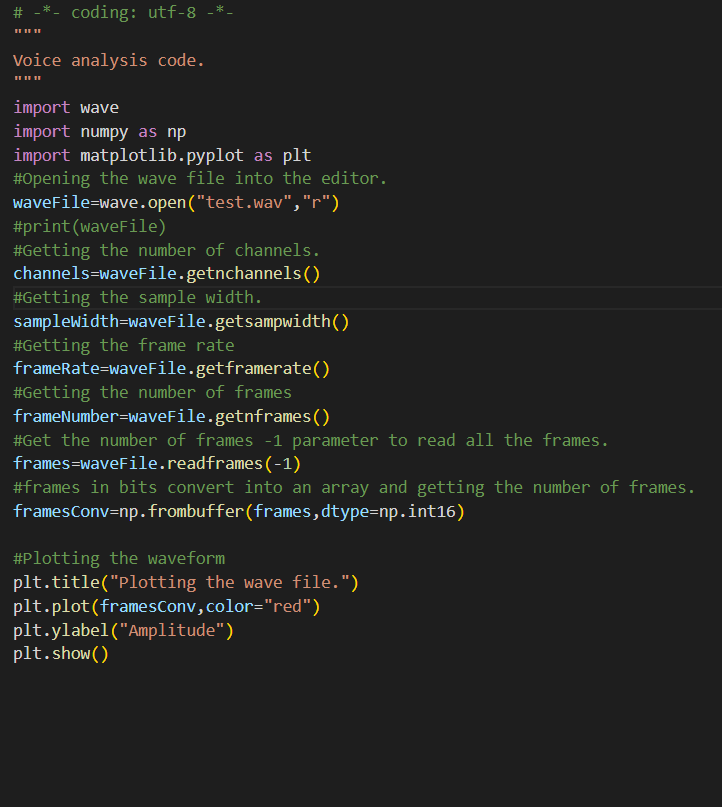 # -*- coding: utf-8 -*-
"""
Voice analysis code.
"""
import wave
import numpy as np
import matplotlib.pyplot as plt
#Opening the wave file into the editor.
waveFile=wave.open("test.wav","r")
#print(waveFile)
#Getting the number of channels.
channels=waveFile.getnchannels()
#Getting the sample width.
sampleWidth=waveFile.getsampwidth()
#Getting the frame rate
frameRate=waveFile.getframerate()
#Getting the number of frames
frameNumber=waveFile.getnframes()
#Get the number of frames -1 parameter to read all the frames.
frames=waveFile.readframes(-1)
#frames in bits convert into an array and getting the number of frames.
framesConv=np.frombuffer(frames,dtype=np.int16)

#Plotting the waveform
plt.title("Plotting the wave file.")
plt.plot(framesConv,color="red")
plt.ylabel("Amplitude")
plt.show()